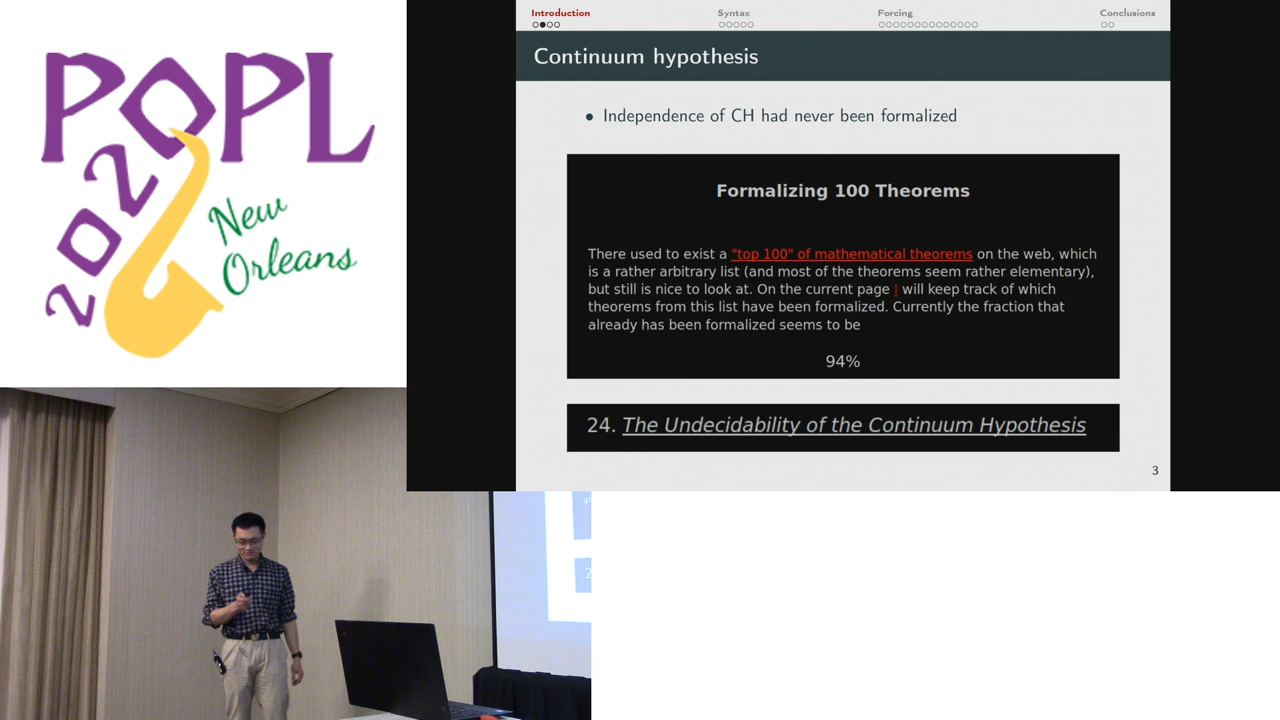 POPL
2020
New
Orleans
Introduction Syntax Forcing Conclusions
Continuum hypothesis
• Independence of CH had never been formalized
Formalizing 100 Theorems
There used to exist a "top 100" of mathematical theorems on the web, which
is a rather arbitrary list (and most of the theorems seem rather elementary),
but still is nice to look at. On the current page I will keep track of which
theorems from this list have been formalized. Currently the fraction that
already has been formalized seems to be
94%
24. The Undecidability of the Continuum Hypothesis
3